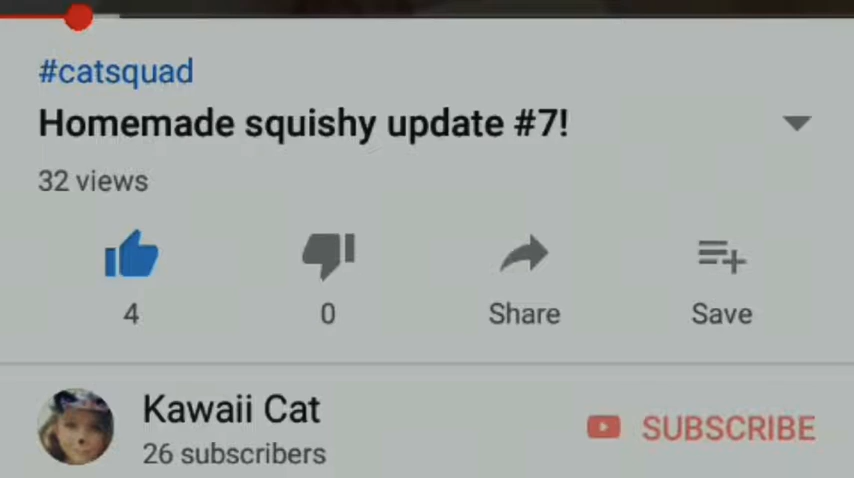 #catsquad
Homemade squishy update #7!
32 views
4
0
Share
Save
Kawaii Cat
26 subscribers
SUBSCRIBE